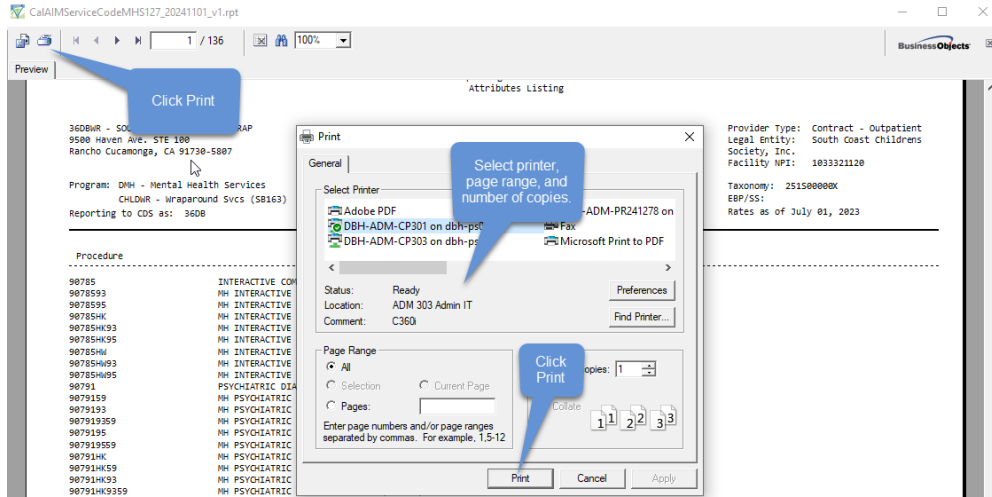 CalAIMServiceCodeMHS127_20241101_v1.rpt
1 / 136
100%
BusinessObjects
Preview
Click Print
Attributes Listing
36DBWR - SOU
RAP
9500 Haven Ave. STE 100
Rancho Cucamonga, CA 91730-5807
Program: DMH - Mental Health Services
CHLDWR - Wraparound Svcs (SB163)
Reporting to CDS as: 36DB
Provider Type: Contract - Outpatient
Legal Entity: South Coast Childrens
Society, Inc.
Facility NPI: 1033321120
Taxonomy: 251S00000X
EBP/SS:
Rates as of July 01, 2023
Procedure
90785 INTERACTIVE COM
9078593 MH INTERACTIVE
9078595 MH INTERACTIVE
90785HK MH INTERACTIVE
90785HK93 MH INTERACTIVE
90785HK95 MH INTERACTIVE
90785HW MH INTERACTIVE
90785HW93 MH INTERACTIVE
90785HW95 MH INTERACTIVE
90791 PSYCHIATRIC DIA
9079159 MH PSYCHIATRIC
9079193 MH PSYCHIATRIC
907919359 MH PSYCHIATRIC
9079195 MH PSYCHIATRIC
907919559 MH PSYCHIATRIC
90791HK MH PSYCHIATRIC
90791HK59 MH PSYCHIATRIC
90791HK93 MH PSYCHIATRIC
90791HK9359 MH PSYCHIATRIC
Print
General
Select Printer
Select printer,
page range, and
number of copies.
Adobe PDF
-ADM-PR241278 on
DBH-ADM-CP301 on dbh-ps0
Fax
DBH-ADM-CP303 on dbh-ps
Microsoft Print to PDF
Status: Ready
Preferences
Location: ADM 303 Admin IT
Comment: C360i
Find Printer...
Page Range
All
Selection
Current Page
Pages:
Enter page numbers and/or page ranges
separated by commas. For example, 1,5-12
Click
Print
opies: 1
Collate
11 22 33
Print
Cancel
Apply